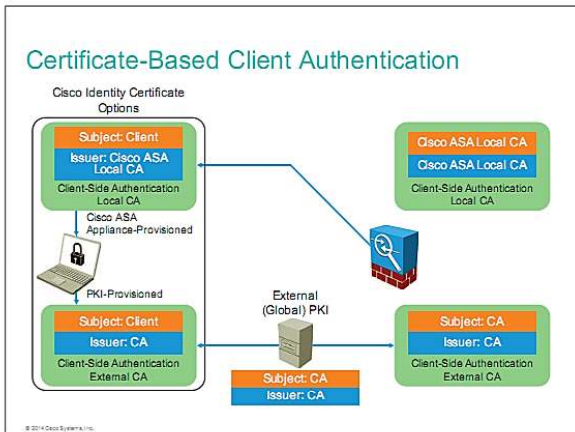 Certificate-Based Client Authentication
Cisco Identity Certificate
Options
Subject: Client
Issuer: Cisco ASA
Local CA
Client-Side Authentication
Local CA
Cisco ASA
Appliance-Provisioned
PKI-Provisioned
Subject: Client
Issuer: CA
Client-Side Authentication
External CA
External
(Global) PKI
Subject: CA
Issuer: CA
Cisco ASA Local CA
Cisco ASA Local CA
Client-Side Authentication
Local CA
Subject: CA
Issuer: CA
Client-Side Authentication
External CA
© 2014 Cisco Systems, Inc.